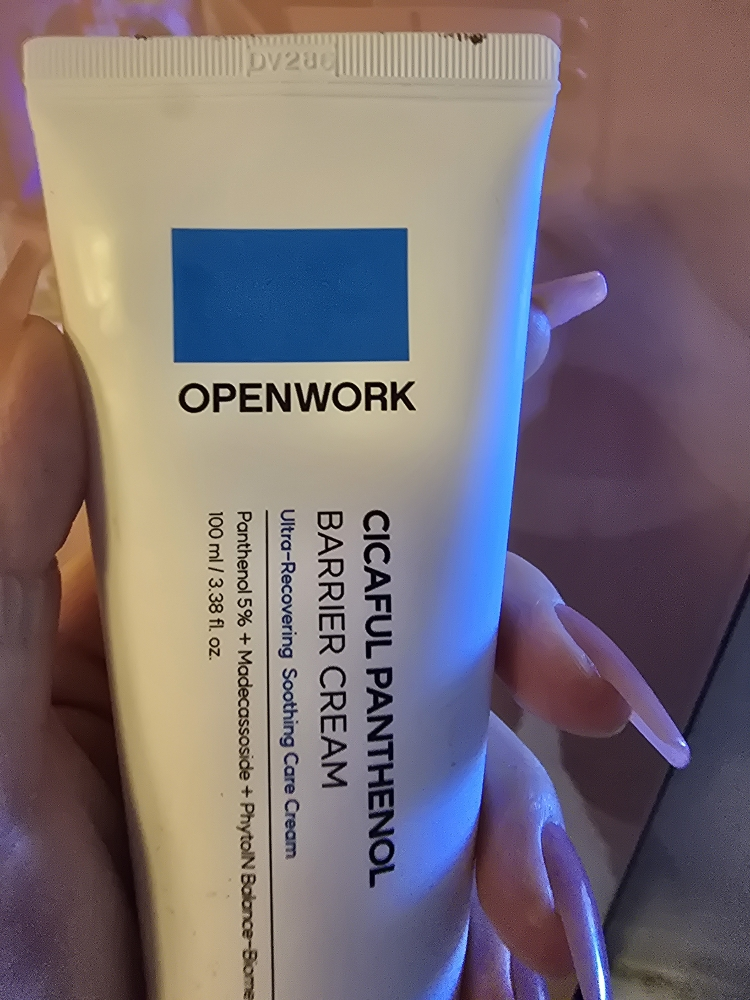 OPENWORK
CICAFUL PANTHENOL
BARRIER CREAM
Ultra-Recovering Soothing Care Cream
Panthenol 5% + Madecassoside + PhytoIN Balance-Biome
100 ml / 3.38 fl. oz.